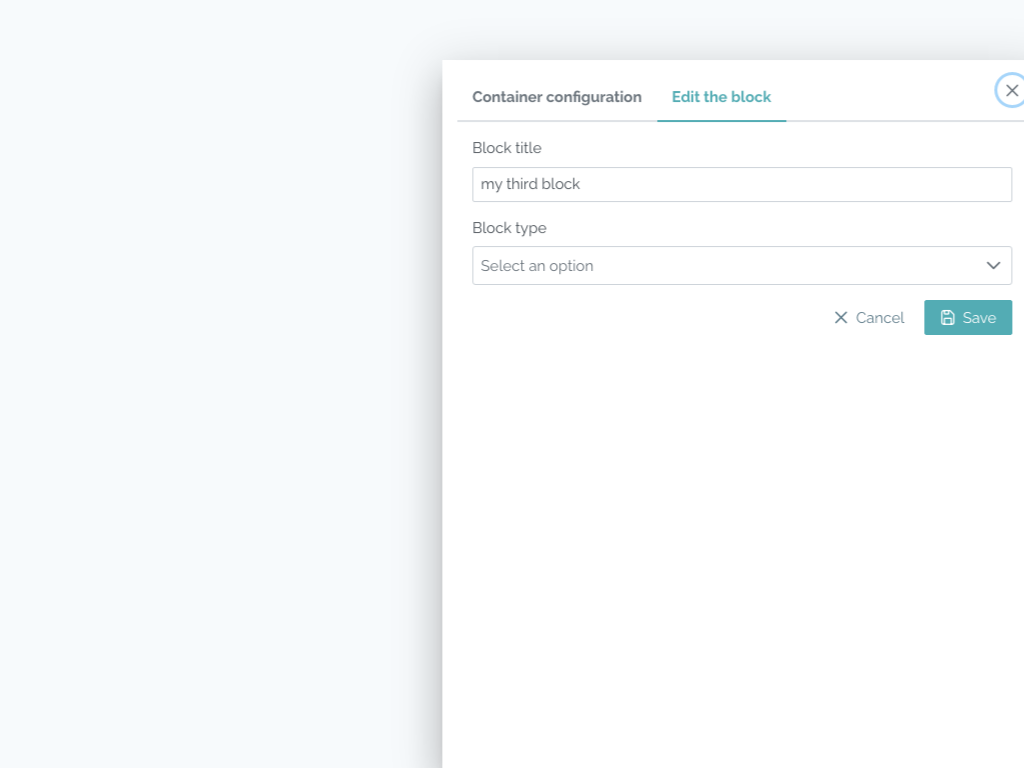 Container configuration Edit the block
Block title
my third block
Block type
Select an option
Cancel Save